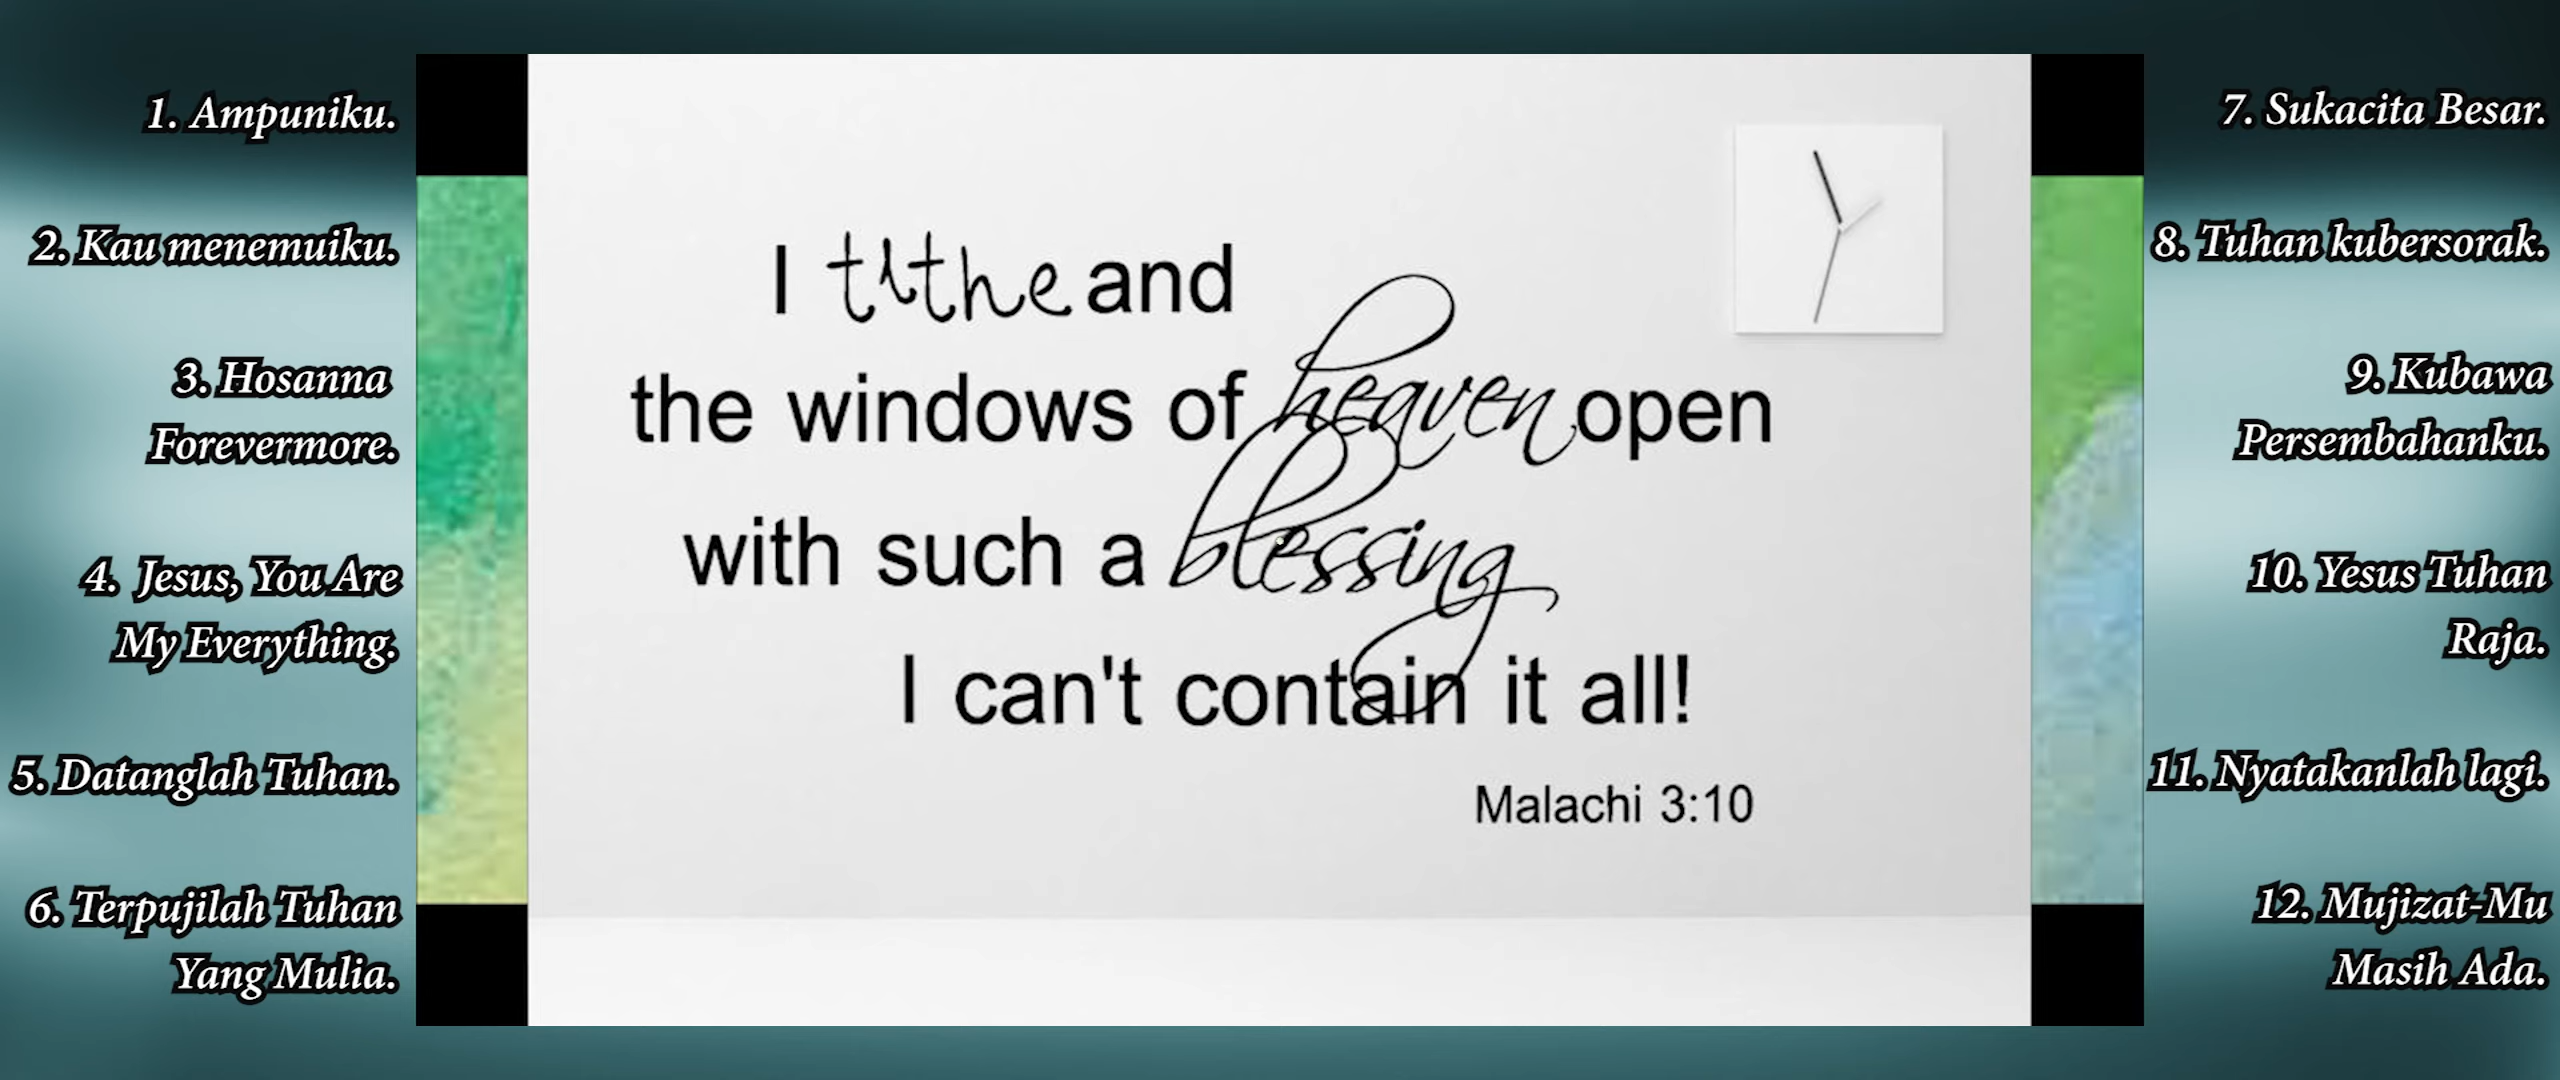 1. Ampuniku.
2. Kau menemuiku.
3. Hosanna
Forevermore.
4. Jesus, You Are
My Everything.
5. Datanglah Tuhan.
6. Terpujilah Tuhan
Yang Mulia.
I tithe and
the windows of heaven open
with such a blessing
I can't contain it all!
Malachi 3:10
7. Sukacita Besar.
8. Tuhan kubersorak.
9. Kubawa
Persembahanku.
10. Yesus Tuhan
Raja.
11. Nyatakanlah lagi.
12. Mujizat-Mu
Masih Ada.